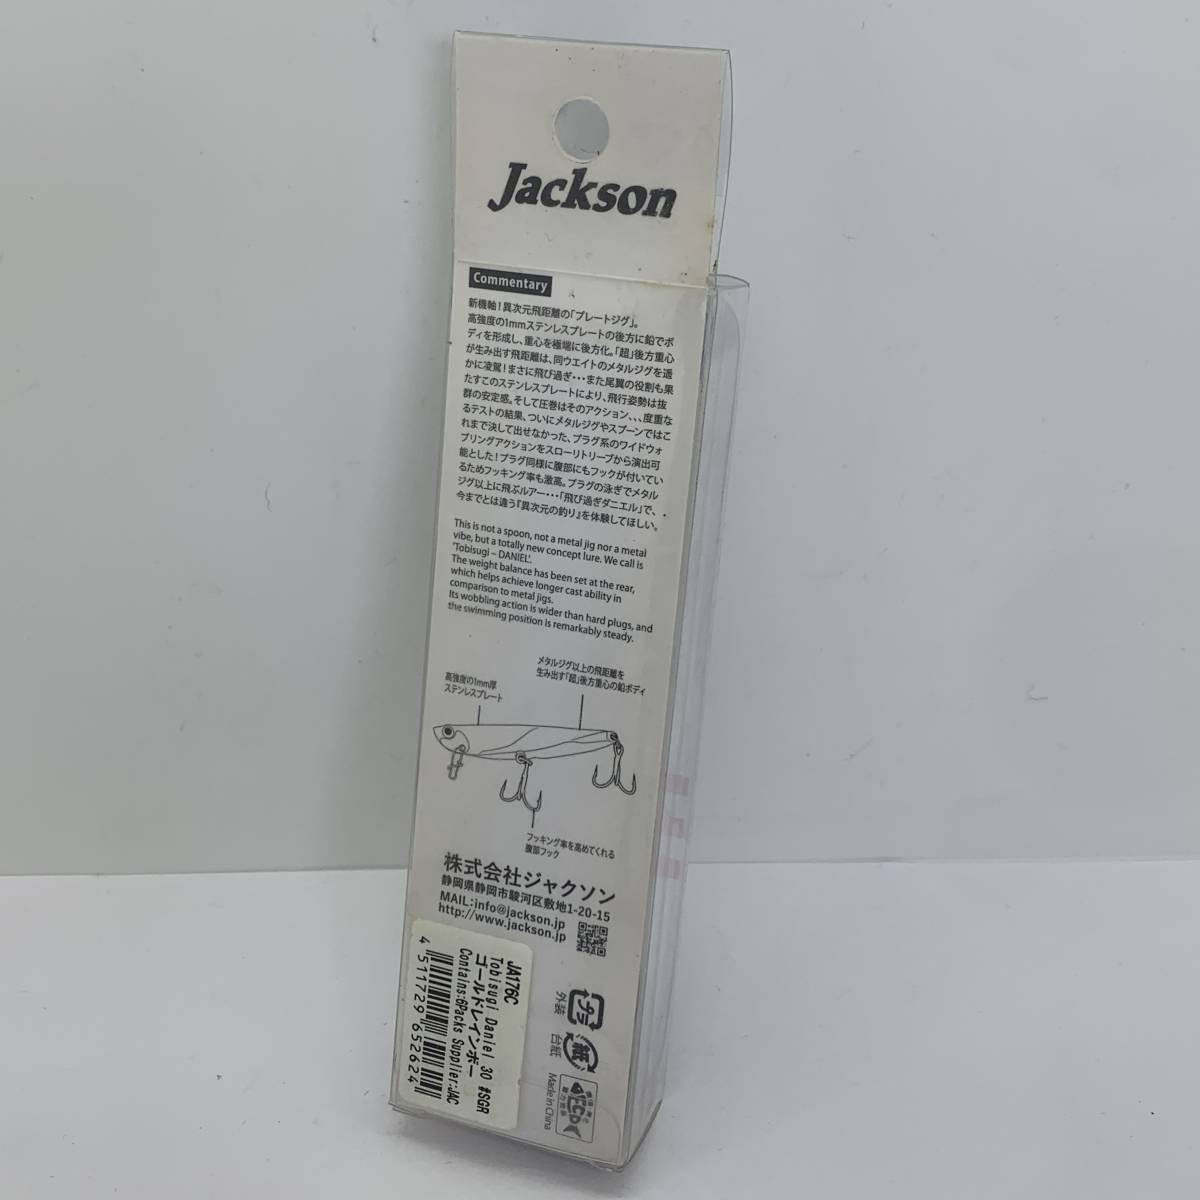 Jackson
Commentary
新機軸！異次元飛距離の「プレートジグ」。
高強度の1mmステンレスプレートの後方に鉛でボ
ディを形成し、重心を極端に後方化。「超」後方重心
が生み出す飛距離は、同ウエイトのメタルジグを遥
かに凌駕！まさに飛び過ぎ・・・また尾翼の役割も果
たすこのステンレスプレートにより、飛行姿勢は抜
群の安定感。そして圧巻はそのアクション、、、度重な
るテストの結果、ついにメタルジグやスプーンではこ
れまで決して出せなかった、プラグ系のワイドウォ
ブリングアクションをスローリトリーブから演出可
能とした！プラグ同様に腹部にもフックが付いてい
るためフッキング率も激高。プラグの泳ぎでメタル
ジグ以上に飛ぶルアー・・・「飛び過ぎダニエル」で、・
今までとは違う『異次元の釣り』を体験してほしい。
This is not a spoon, not a metal jig nor a metal
vibe, but a totally new concept lure. We call is
'Tobisugi – DANIEL'.
The weight balance has been set at the rear,
which helps achieve longer cast ability in
comparison to metal jigs.
Its wobbling action is wider than hard plugs, and
the swimming position is remarkably steady.
メタルジグ以上の飛距離を
生み出す「超」後方重心の鉛ボディ
高強度の1mm厚
ステンレスプレート
フッキング率を高めてくれる
腹部フック
株式会社ジャクソン
静岡県静岡市駿河区敷地1-20-15
MAIL:info@jackson.jp
http://www.jackson.jp
JA176C
Tobisugi Daniel 30 #SGR
ゴールドレインボー
Contains:6Packs Supplier:JAC
4 511729 652624
プラ
外装
紙
台紙
Made in China